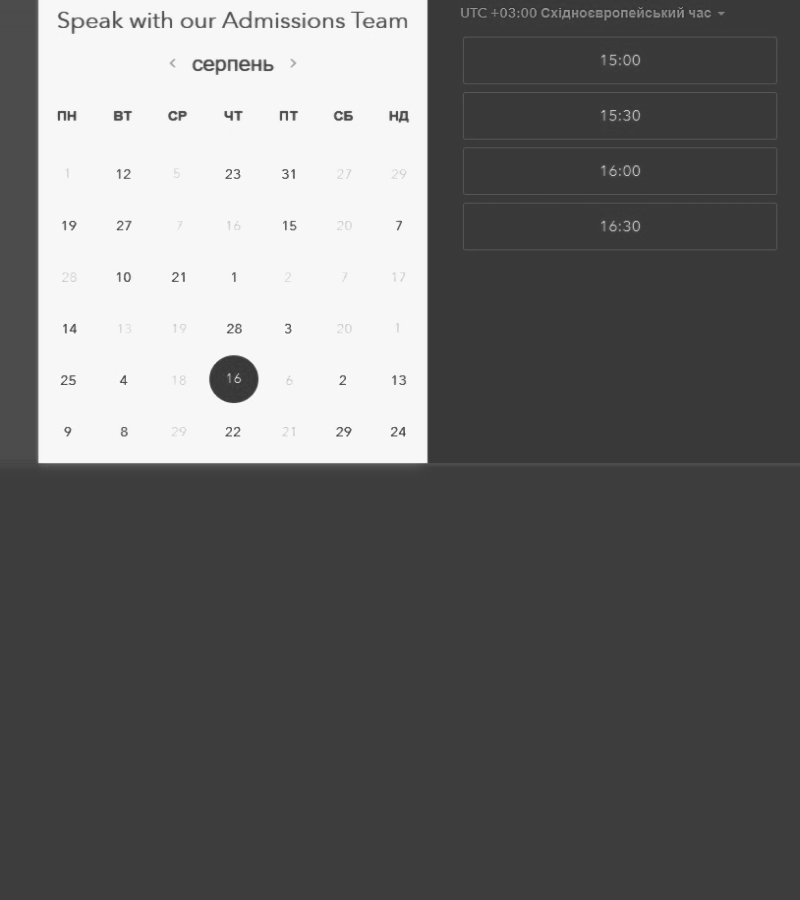 Speak with our Admissions Team
серпень
ПН ВТ СР ЧТ ПТ СБ НД
1 12 5 23 31 27 29
19 27 7 16 15 20 7
28 10 21 1 2 7 17
14 13 19 28 3 20 1
25 4 18 16 6 2 13
9 8 29 22 21 29 24
UTC +03:00 Східноєвропейський час
15:00
15:30
16:00
16:30